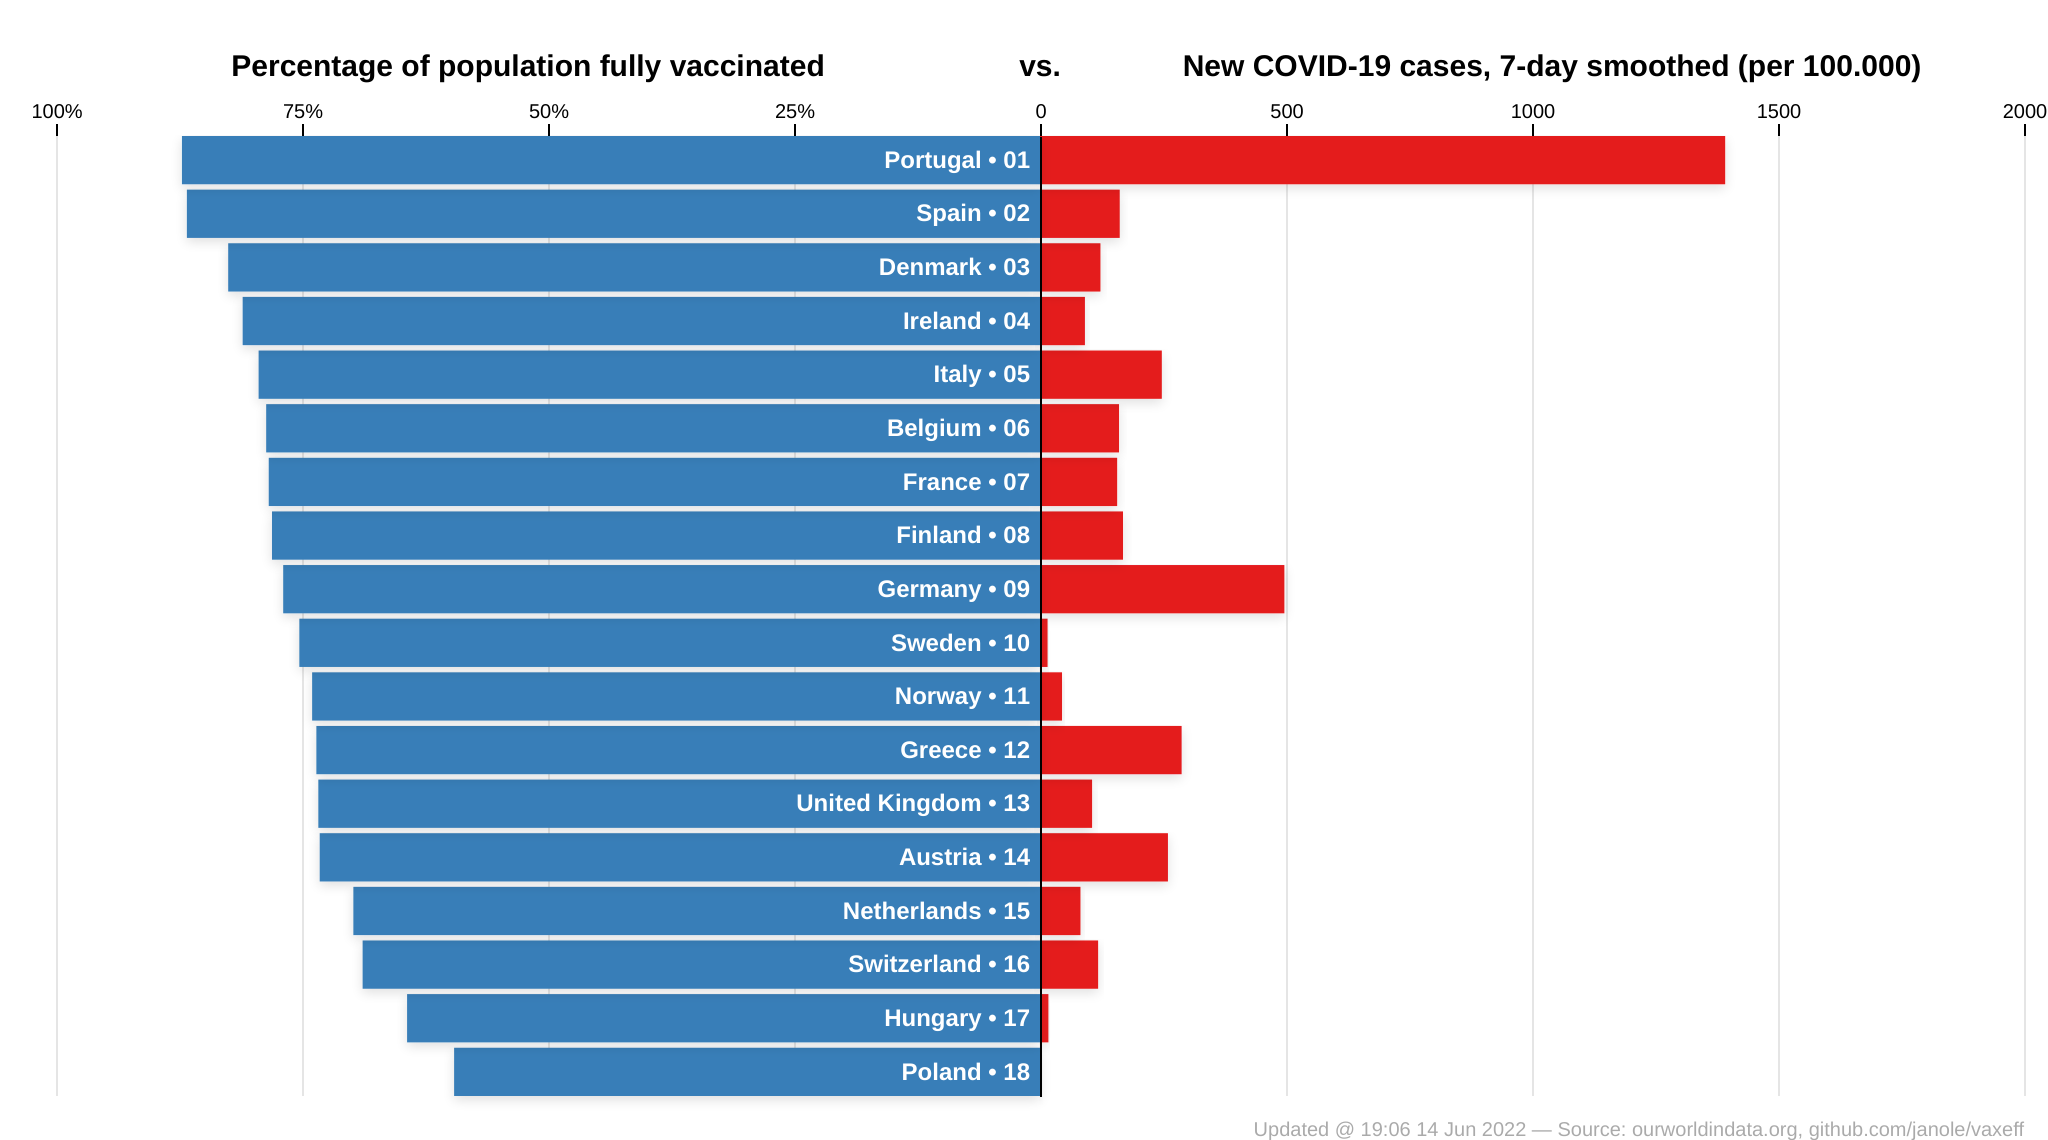 Percentage of population fully vaccinated vs. New COVID-19 cases, 7-day smoothed (per 100.000)
100% 75% 50% 25% 0 500 1000 1500 2000
Portugal • 01
Spain • 02
Denmark • 03
Ireland • 04
Italy • 05
Belgium • 06
France • 07
Finland • 08
Germany • 09
Sweden • 10
Norway • 11
Greece • 12
United Kingdom • 13
Austria • 14
Netherlands • 15
Switzerland • 16
Hungary • 17
Poland • 18
Updated @ 19:06 14 Jun 2022 — Source: ourworldindata.org, github.com/janole/vaxeff